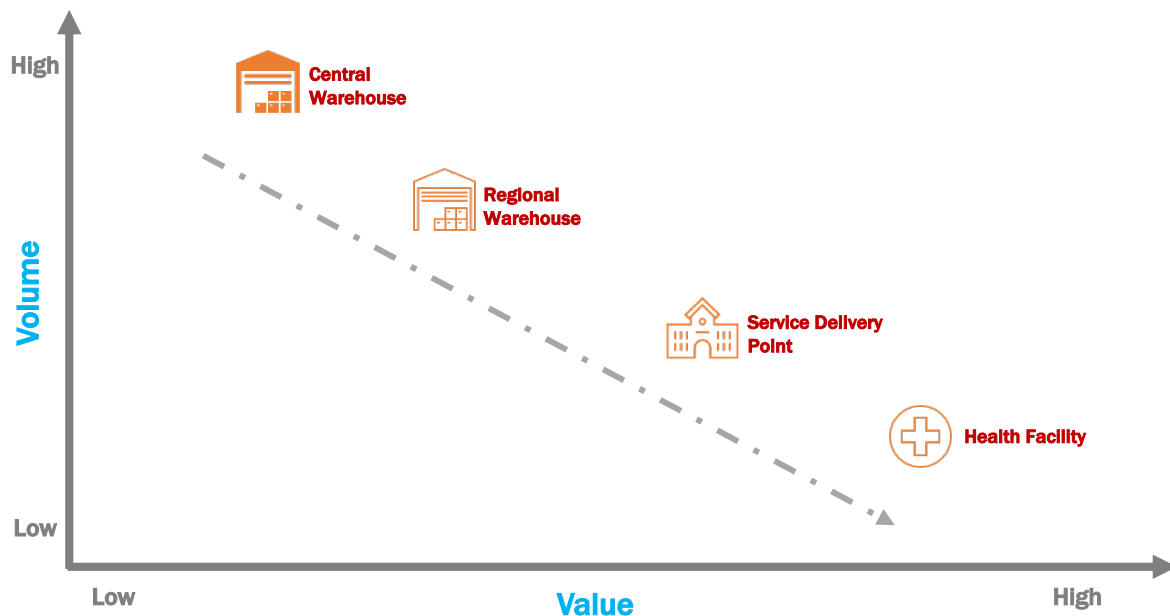 High
Central
Warehouse
Regional
Warehouse
Volume
Service Delivery
Point
Health Facility
Low
Low
Value
High